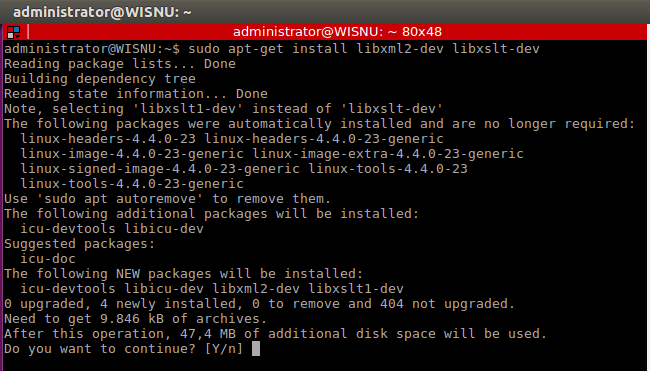 administrator@WISNU: ~
administrator@WISNU: ~ 80x48
administrator@WISNU:~$ sudo apt-get install libxml2-dev libxslt-dev
Reading package lists... Done
Building dependency tree
Reading state information... Done
Note, selecting 'libxslt1-dev' instead of 'libxslt-dev'
The following packages were automatically installed and are no longer required:
  linux-headers-4.4.0-23 linux-headers-4.4.0-23-generic
  linux-image-4.4.0-23-generic linux-image-extra-4.4.0-23-generic
  linux-signed-image-4.4.0-23-generic linux-tools-4.4.0-23
  linux-tools-4.4.0-23-generic
Use 'sudo apt autoremove' to remove them.
The following additional packages will be installed:
  icu-devtools libicu-dev
Suggested packages:
  icu-doc
The following NEW packages will be installed:
  icu-devtools libicu-dev libxml2-dev libxslt1-dev
0 upgraded, 4 newly installed, 0 to remove and 404 not upgraded.
Need to get 9.846 kB of archives.
After this operation, 47,4 MB of additional disk space will be used.
Do you want to continue? [Y/n]